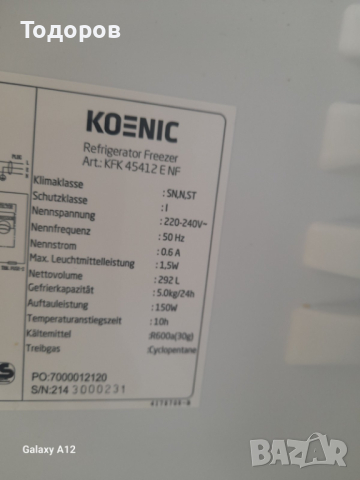 Тодоров
KOENIC
Refrigerator Freezer
Art.: KFK 45412 E NF
Klimaklasse : SN,N,ST
Schutzklasse : I
Nennspannung : 220-240V~
Nennfrequenz : 50 Hz
Nennstrom : 0.6 A
Max. Leuchtmittelleistung : 1,5W
Nettovolume : 292 L
Gefrierkapazität : 5.0kg/24h
Auftauleistung : 150W
Temperaturanstiegszeit : 10h
Kältemittel :R600a(30g)
Treibgas :Cyclopentane
PO:7000012120
S/N:214 3000231
Galaxy A12
BAZAR